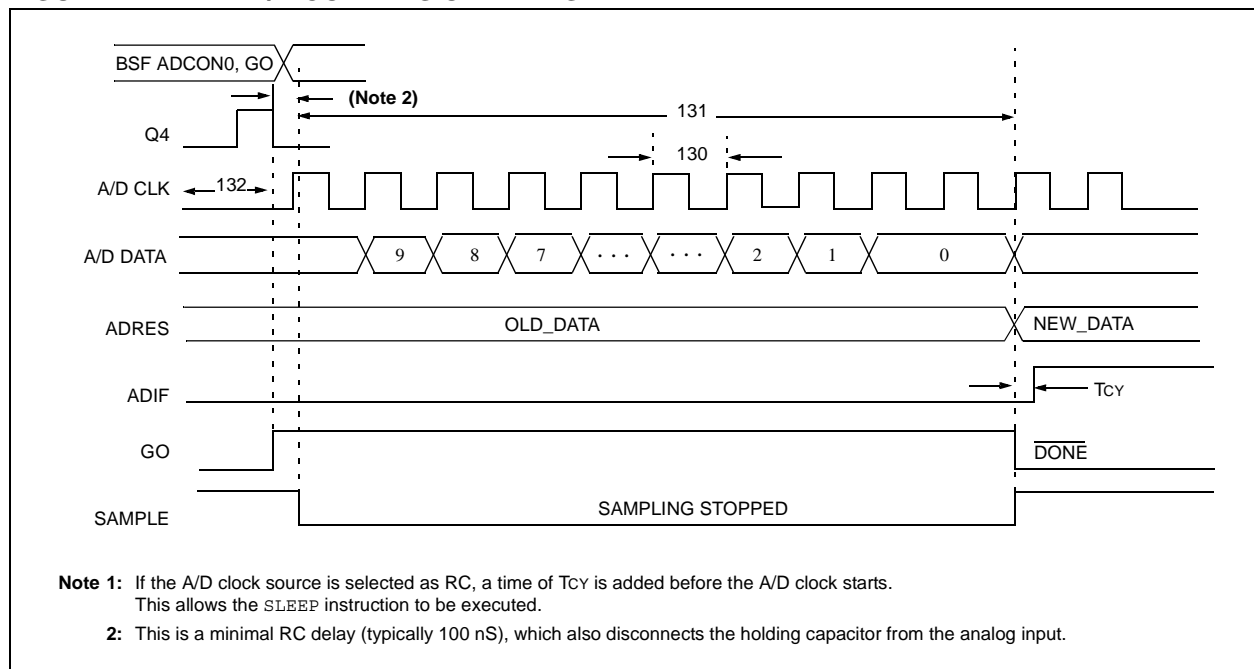 BSF ADCON0, GO
(Note 2)
131
Q4
130
A/D CLK
132
A/D DATA
9 8 7 · · · · · · 2 1 0
ADRES
OLD_DATA
NEW_DATA
ADIF
TCY
GO
DONE
SAMPLE
SAMPLING STOPPED
Note 1: If the A/D clock source is selected as RC, a time of TCY is added before the A/D clock starts.
This allows the SLEEP instruction to be executed.
2: This is a minimal RC delay (typically 100 nS), which also disconnects the holding capacitor from the analog input.